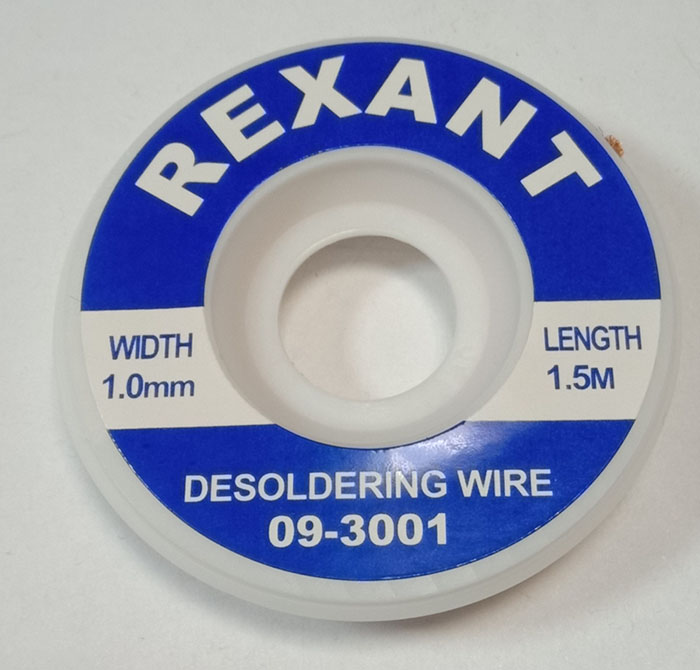 REXANT
WIDTH
1.0mm
LENGTH
1.5M
DESOLDERING WIRE
09-3001